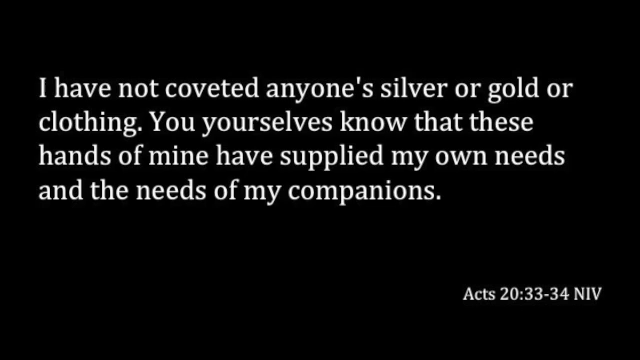 I have not coveted anyone's silver or gold or
clothing. You yourselves know that these
hands of mine have supplied my own needs
and the needs of my companions.
Acts 20:33-34 NIV